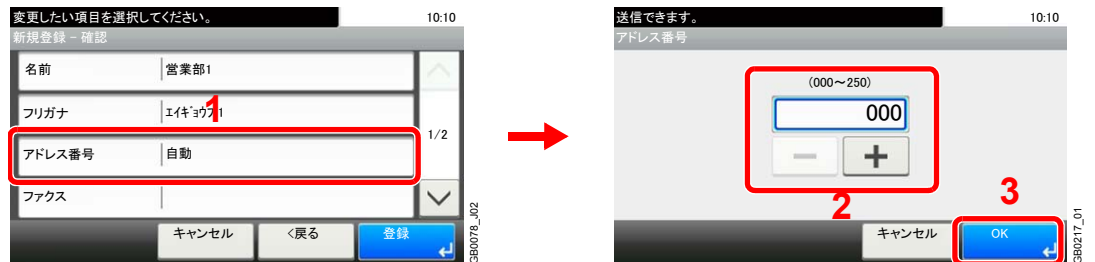 変更したい項目を選択してください。 10:10
新規登録 - 確認
名前 営業部1
フリガナ ｴｲｷﾞｮｳﾌﾞ1
1
アドレス番号 自動
1/2
ファクス
キャンセル <戻る 登録
GB0078_J02
送信できます。 10:10
アドレス番号
(000～250)
000
2
3
キャンセル OK
GB0217_01